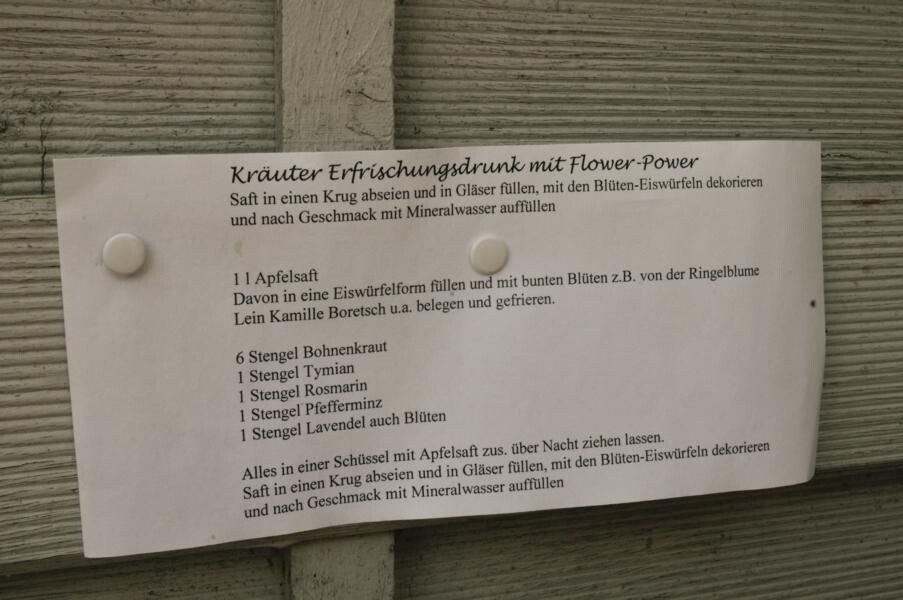 Kräuter Erfrischungsdrunk mit Flower-Power
Saft in einen Krug abseien und in Gläser füllen, mit den Blüten-Eiswürfeln dekorieren
und nach Geschmack mit Mineralwasser auffüllen
1 l Apfelsaft
Davon in eine Eiswürfelform füllen und mit bunten Blüten z.B. von der Ringelblume
Lein Kamille Boretsch u.a. belegen und gefrieren.
6 Stengel Bohnenkraut
1 Stengel Tymian
1 Stengel Rosmarin
1 Stengel Pfefferminz
1 Stengel Lavendel auch Blüten
Alles in einer Schüssel mit Apfelsaft zus. über Nacht ziehen lassen.
Saft in einen Krug abseien und in Gläser füllen, mit den Blüten-Eiswürfeln dekorieren
und nach Geschmack mit Mineralwasser auffüllen